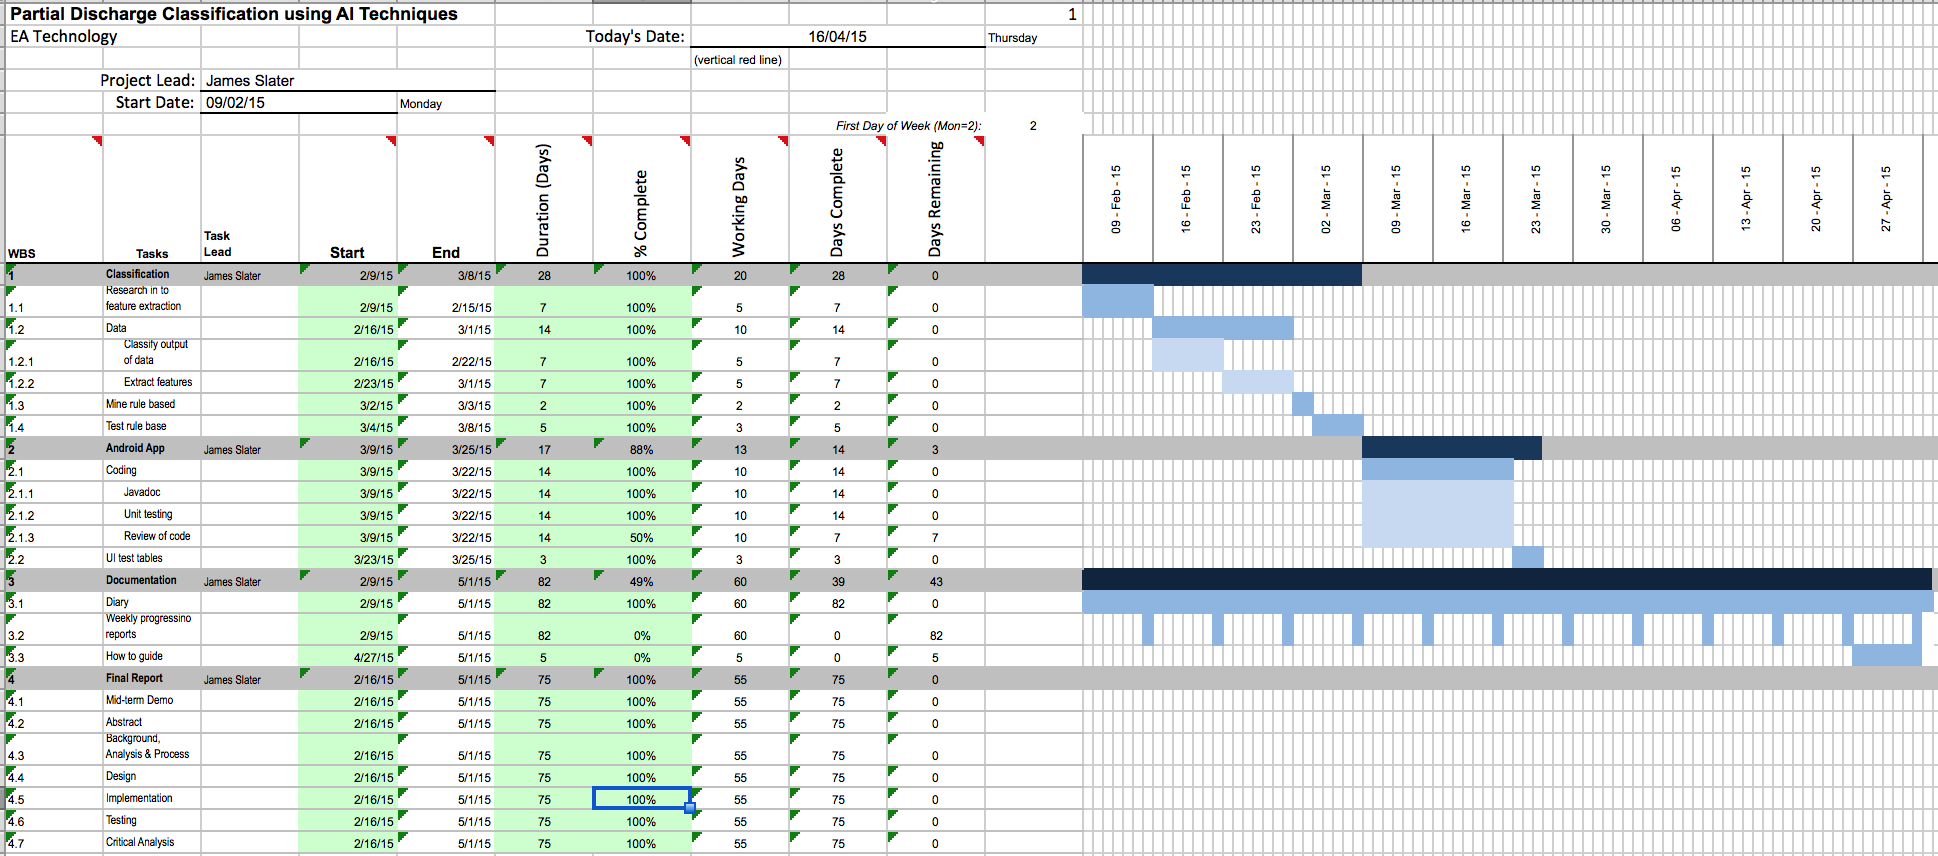 Partial Discharge Classification using AI Techniques 1
EA Technology Today's Date: 16/04/15 Thursday
(vertical red line)
Project Lead: James Slater
Start Date: 09/02/15 Monday
First Day of Week (Mon=2): 2
WBS Tasks Task Lead Start End Duration (Days) % Complete Working Days Days Complete Days Remaining 09 - Feb - 15 16 - Feb - 15 23 - Feb - 15 02 - Mar - 15 09 - Mar - 15 16 - Mar - 15 23 - Mar - 15 30 - Mar - 15 06 - Apr - 15 13 - Apr - 15 20 - Apr - 15 27 - Apr - 15
1 Classification James Slater 2/9/15 3/8/15 28 100% 20 28 0
1.1 Research in to feature extraction 2/9/15 2/15/15 7 100% 5 7 0
1.2 Data 2/16/15 3/1/15 14 100% 10 14 0
1.2.1 Classify output of data 2/16/15 2/22/15 7 100% 5 7 0
1.2.2 Extract features 2/23/15 3/1/15 7 100% 5 7 0
1.3 Mine rule based 3/2/15 3/3/15 2 100% 2 2 0
1.4 Test rule base 3/4/15 3/8/15 5 100% 3 5 0
2 Android App James Slater 3/9/15 3/25/15 17 88% 13 14 3
2.1 Coding 3/9/15 3/22/15 14 100% 10 14 0
2.1.1 Javadoc 3/9/15 3/22/15 14 100% 10 14 0
2.1.2 Unit testing 3/9/15 3/22/15 14 100% 10 14 0
2.1.3 Review of code 3/9/15 3/22/15 14 50% 10 7 7
2.2 UI test tables 3/23/15 3/25/15 3 100% 3 3 0
3 Documentation James Slater 2/9/15 5/1/15 82 49% 60 39 43
3.1 Diary 2/9/15 5/1/15 82 100% 60 82 0
3.2 Weekly progressino reports 2/9/15 5/1/15 82 0% 60 0 82
3.3 How to guide 4/27/15 5/1/15 5 0% 5 0 5
4 Final Report James Slater 2/16/15 5/1/15 75 100% 55 75 0
4.1 Mid-term Demo 2/16/15 5/1/15 75 100% 55 75 0
4.2 Abstract 2/16/15 5/1/15 75 100% 55 75 0
4.3 Background, Analysis & Process 2/16/15 5/1/15 75 100% 55 75 0
4.4 Design 2/16/15 5/1/15 75 100% 55 75 0
4.5 Implementation 2/16/15 5/1/15 75 100% 55 75 0
4.6 Testing 2/16/15 5/1/15 75 100% 55 75 0
4.7 Critical Analysis 2/16/15 5/1/15 75 100% 55 75 0